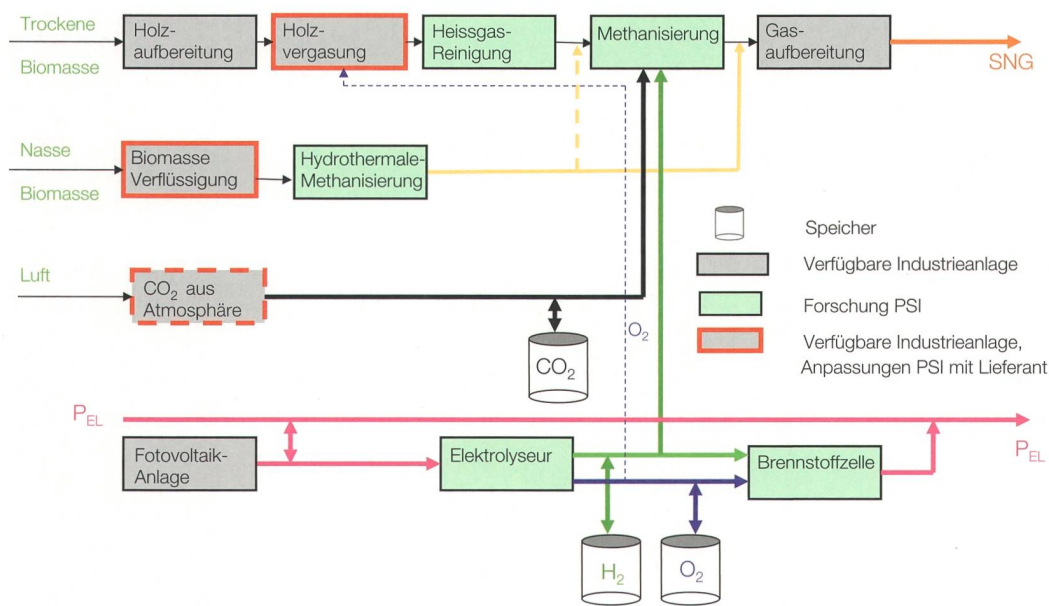 Trockene
Biomasse
Holz-
aufbereitung
Holz-
vergasung
Heissgas-
Reinigung
Methanisierung
Gas-
aufbereitung
SNG
Nasse
Biomasse
Biomasse
Verflüssigung
Hydrothermale-
Methanisierung
Luft
CO₂ aus
Atmosphäre
O₂
CO₂
Speicher
Verfügbare Industrieanlage
Forschung PSI
Verfügbare Industrieanlage,
Anpassungen PSI mit Lieferant
P_EL
P_EL
Fotovoltaik-
Anlage
Elektrolyseur
Brennstoffzelle
H₂
O₂